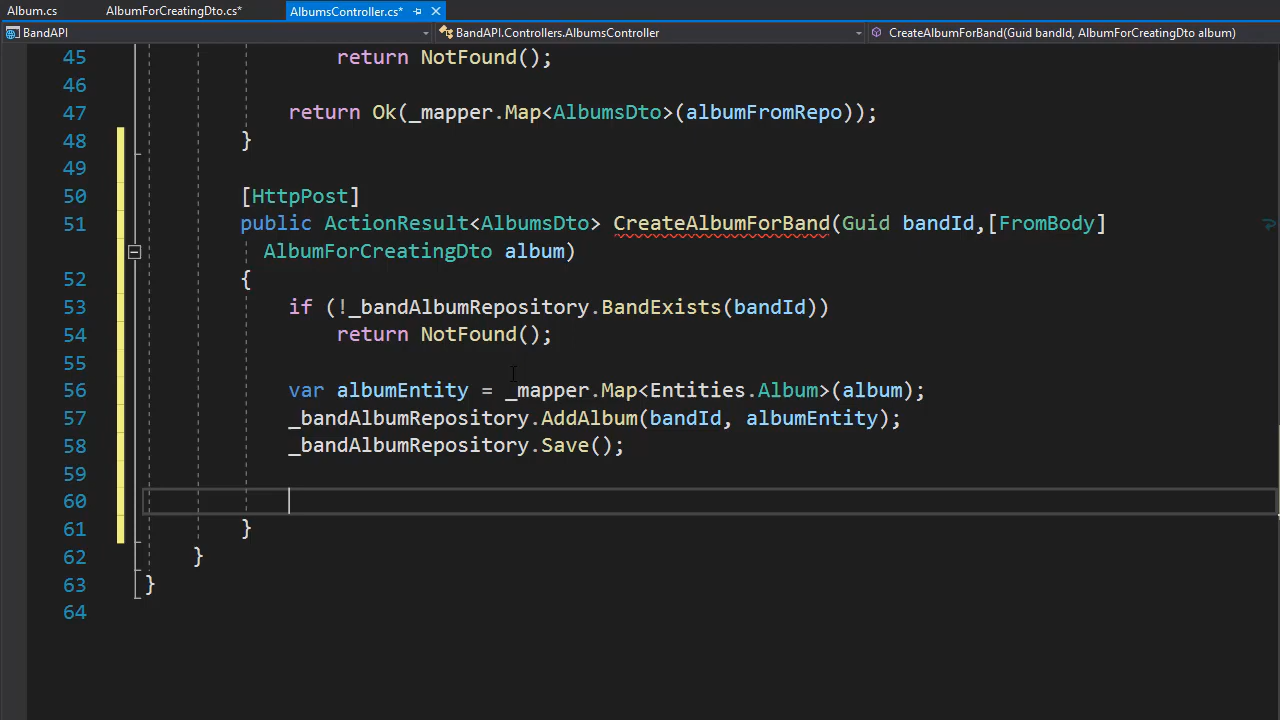 Album.cs AlbumForCreatingDto.cs* AlbumsController.cs*
BandAPI BandAPI.Controllers.AlbumsController CreateAlbumForBand(Guid bandId, AlbumForCreatingDto album)
45 return NotFound();
46
47 return Ok(_mapper.Map<AlbumsDto>(albumFromRepo));
48 }
49
50 [HttpPost]
51 public ActionResult<AlbumsDto> CreateAlbumForBand(Guid bandId,[FromBody]
AlbumForCreatingDto album)
52 {
53 if (!_bandAlbumRepository.BandExists(bandId))
54 return NotFound();
55
56 var albumEntity = _mapper.Map<Entities.Album>(album);
57 _bandAlbumRepository.AddAlbum(bandId, albumEntity);
58 _bandAlbumRepository.Save();
59
60
61 }
62 }
63 }
64